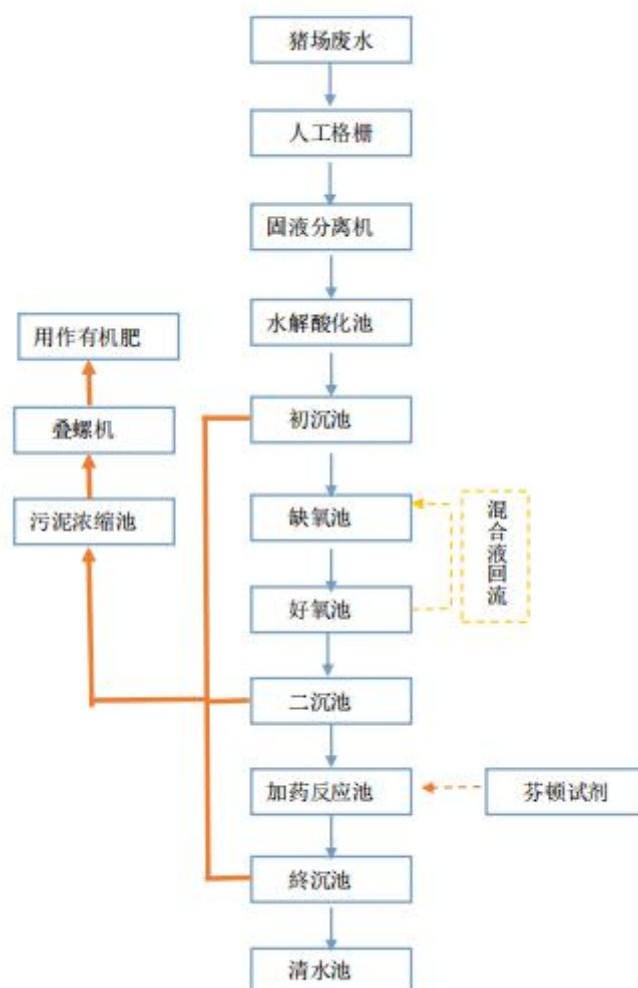 猪场废水
人工格栅
固液分离机
水解酸化池
用作有机肥
初沉池
叠螺机
缺氧池
污泥浓缩池
混合液回流
好氧池
二沉池
加药反应池
芬顿试剂
终沉池
清水池